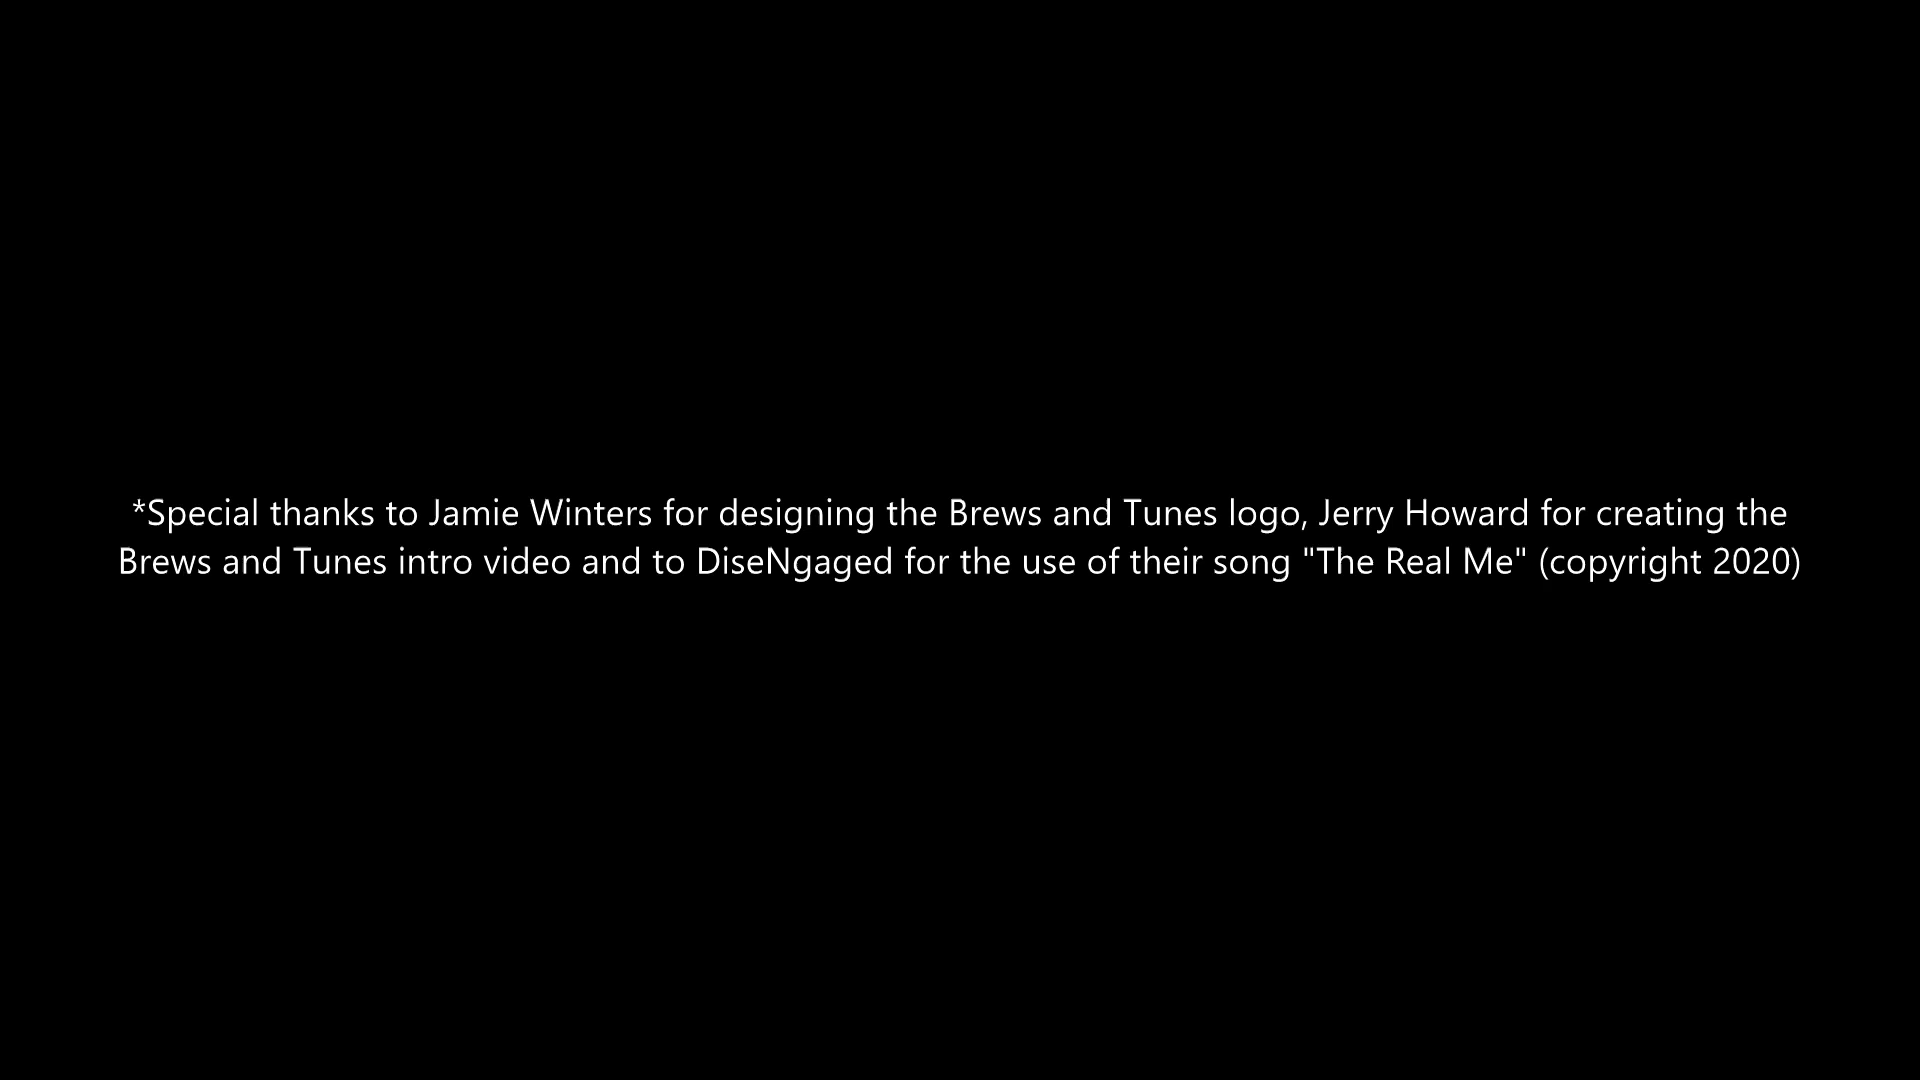 *Special thanks to Jamie Winters for designing the Brews and Tunes logo, Jerry Howard for creating the
Brews and Tunes intro video and to DiseNgaged for the use of their song "The Real Me" (copyright 2020)